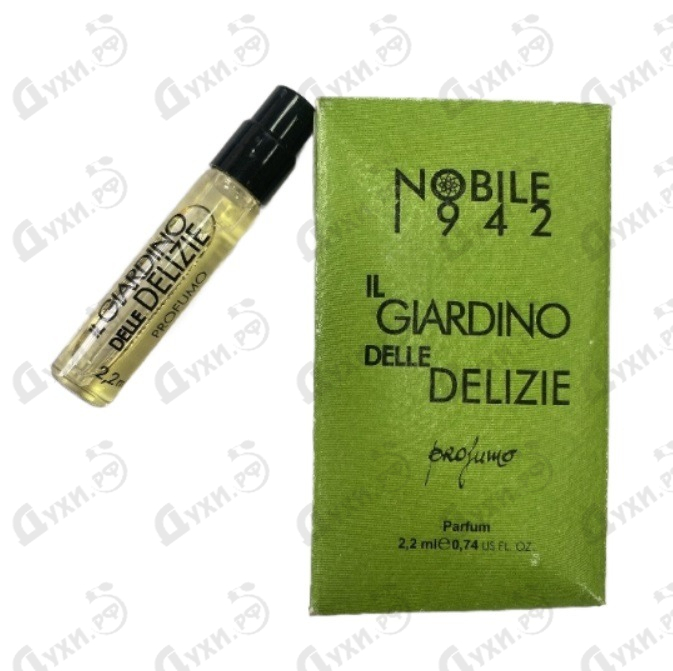 IL GIARDINO
DELLE DELIZIE
PROFUMO
2,2 m
NOBILE
1942
IL
GIARDINO
DELLE
DELIZIE
profumo
Parfum
2,2 ml e 0,74 US FL. OZ
Духи.рф